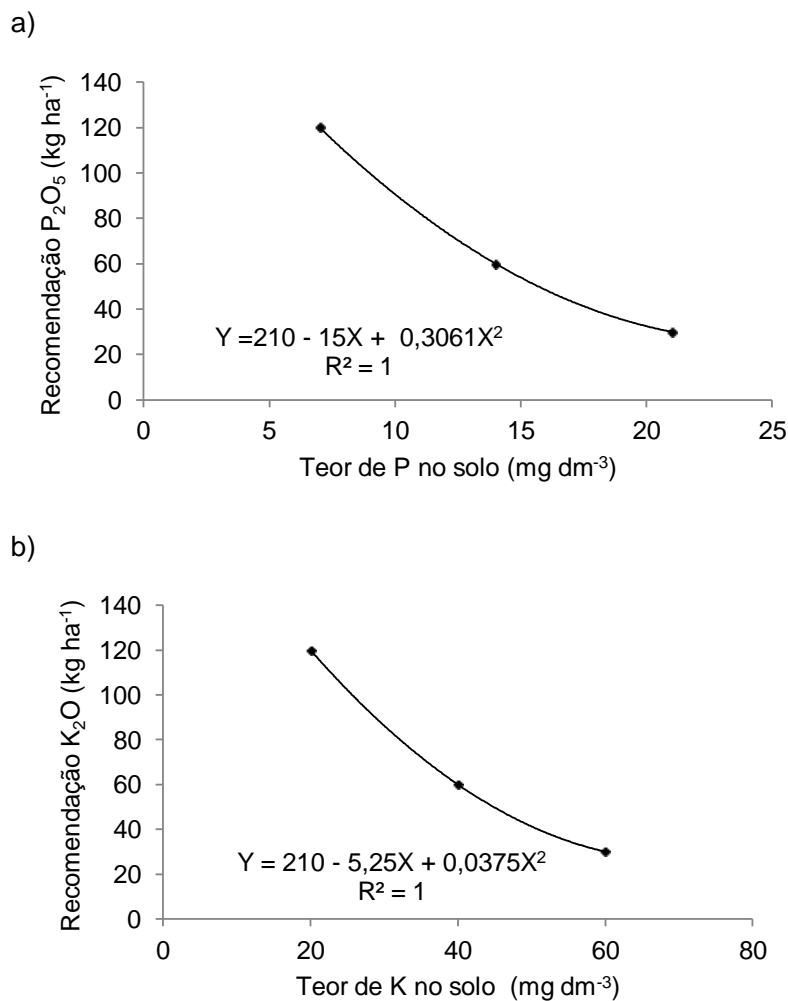 a)
Recomendação P₂O₅ (kg ha⁻¹)
140
120
100
80
60
40
20
0
Y =210 - 15X + 0,3061X²
R² = 1
0 5 10 15 20 25
Teor de P no solo (mg dm⁻³)
b)
Recomendação K₂O (kg ha⁻¹)
140
120
100
80
60
40
20
0
Y = 210 - 5,25X + 0,0375X²
R² = 1
0 20 40 60 80
Teor de K no solo (mg dm⁻³)